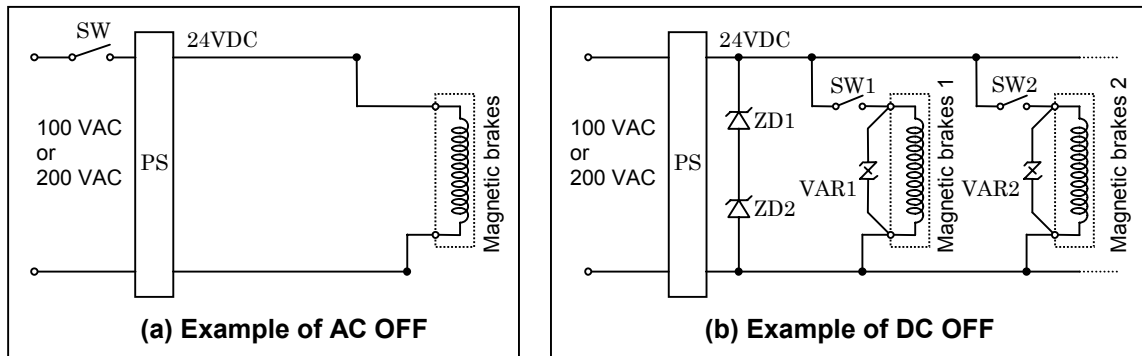 SW
24VDC
100 VAC
or
200 VAC
PS
Magnetic brakes
(a) Example of AC OFF
24VDC
100 VAC
or
200 VAC
PS
ZD1
ZD2
SW1
VAR1
Magnetic brakes 1
SW2
VAR2
Magnetic brakes 2
(b) Example of DC OFF